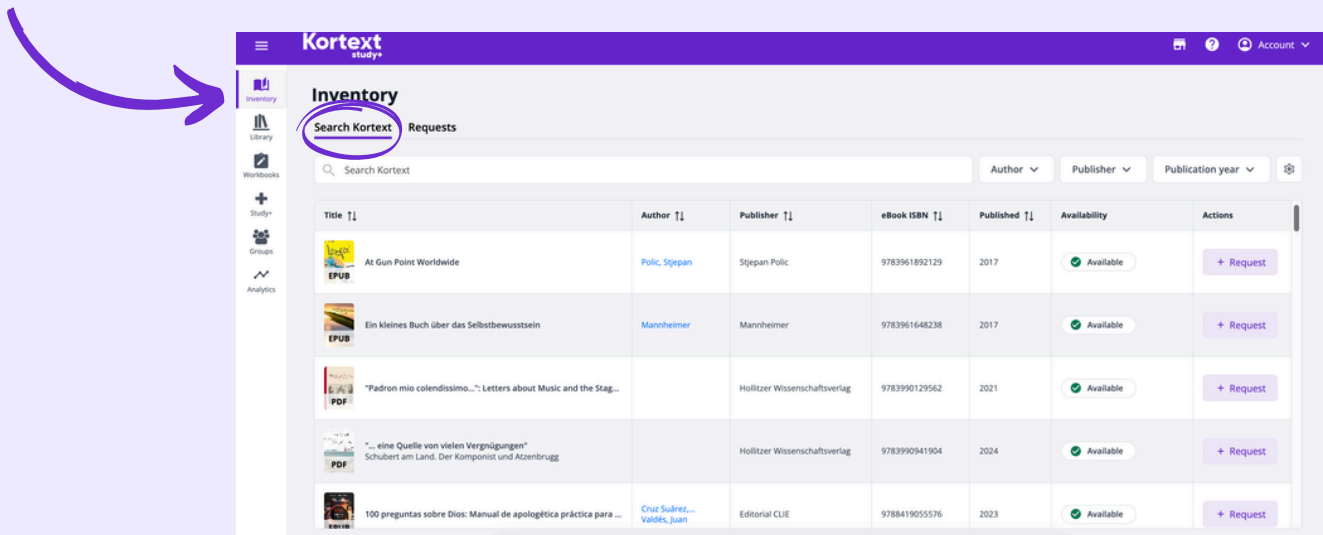 Kortext
study+
Account
Inventory
Library
Workbooks
Study+
Groups
Analytics
Inventory
Search Kortext Requests
Search Kortext Author Publisher Publication year
Title Author Publisher eBook ISBN Published Availability Actions
EPUB At Gun Point Worldwide Polic, Stjepan Stjepan Polic 9783961892129 2017 Available + Request
EPUB Ein kleines Buch über das Selbstbewusstsein Mannheimer Mannheimer 9783961648238 2017 Available + Request
PDF "Padron mio colendissimo...": Letters about Music and the Stag... Hollitzer Wissenschaftsverlag 9783990129562 2021 Available + Request
"... eine Quelle von vielen Vergnügungen"
Schubert am Land. Der Komponist und Atzenbrugg
PDF Hollitzer Wissenschaftsverlag 9783990941904 2024 Available + Request
Cruz Suárez,...
Valdés, Juan
EPUB 100 preguntas sobre Dios: Manual de apologética práctica para ... Editorial CLIE 9788419055576 2023 Available + Request